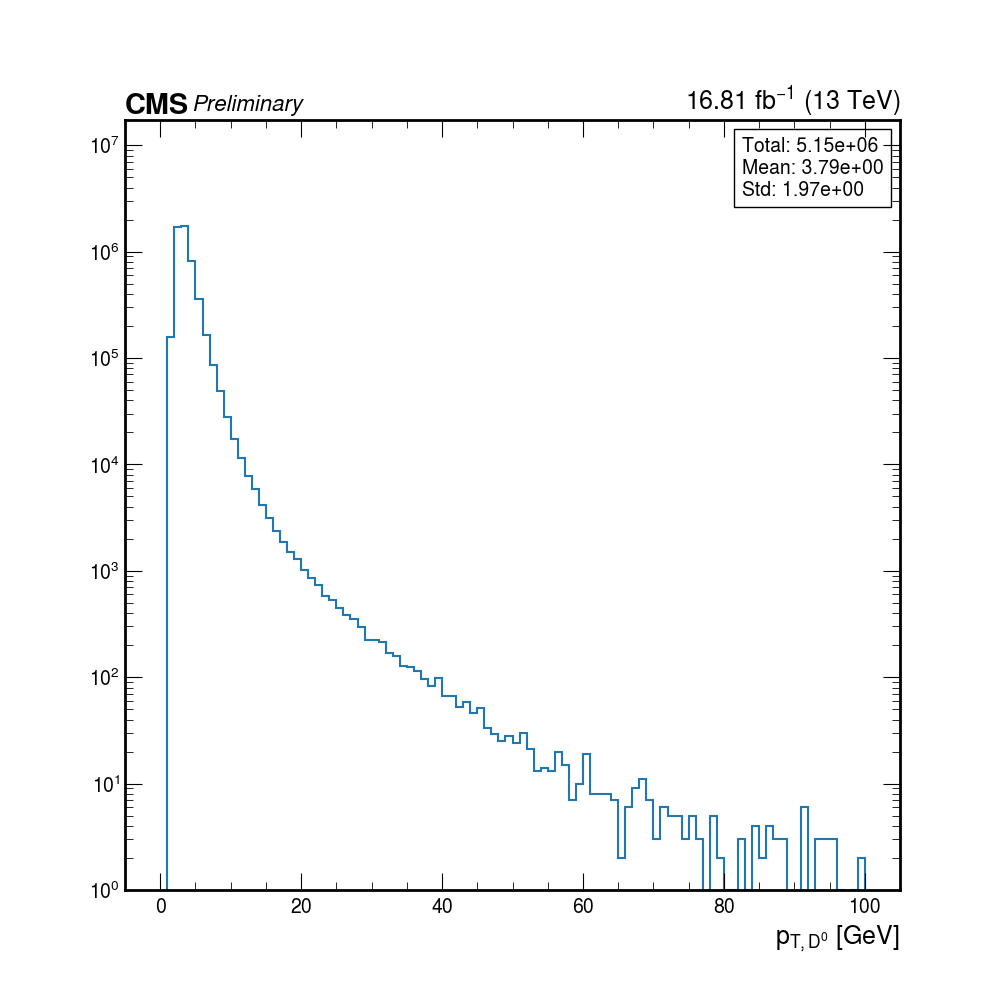 CMS Preliminary 16.81 fb⁻¹ (13 TeV)
Total: 5.15e+06
Mean: 3.79e+00
Std: 1.97e+00
10⁷
10⁶
10⁵
10⁴
10³
10²
10¹
10⁰
0 20 40 60 80 100
p_T, D⁰ [GeV]